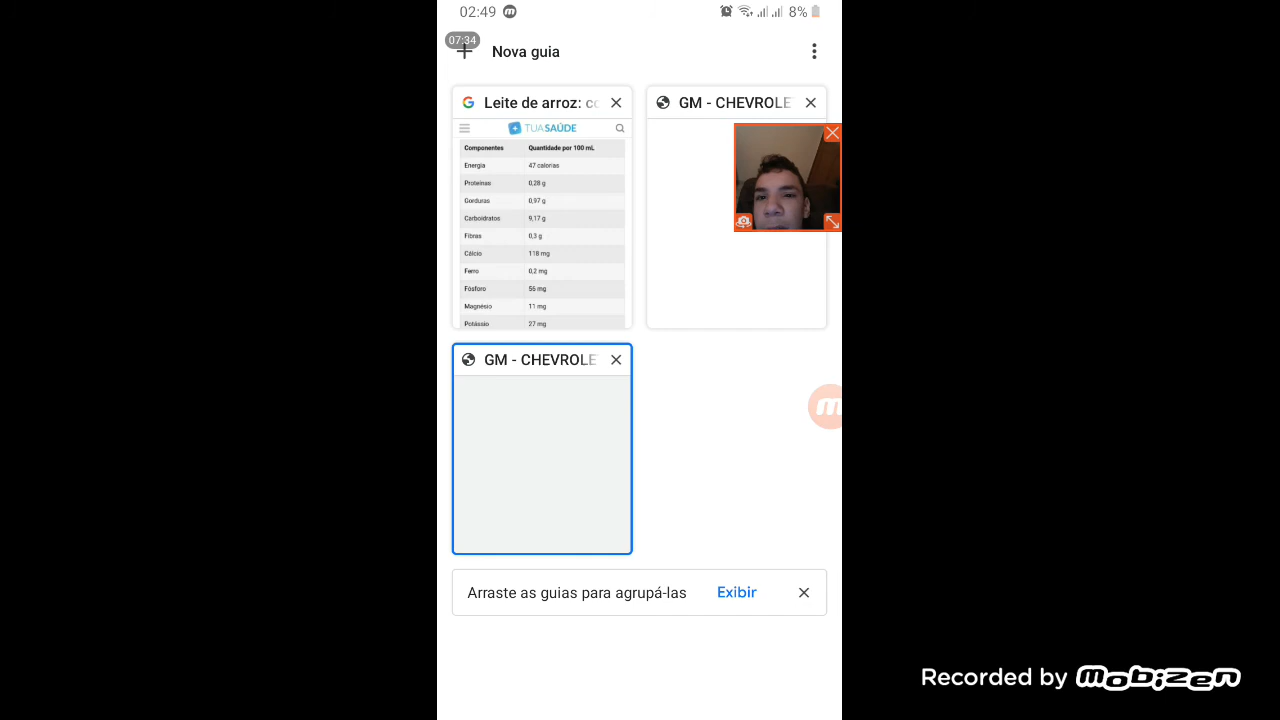 02:49
8%
07:34
Nova guia
Leite de arroz: co
TUASAÚDE
Componentes Quantidade por 100 mL
Energia 47 calorias
Proteínas 0,28 g
Gorduras 0,97 g
Carboidratos 9,17 g
Fibras 0,3 g
Cálcio 118 mg
Ferro 0,2 mg
Fósforo 56 mg
Magnésio 11 mg
Potássio 27 mg
GM - CHEVROLE
GM - CHEVROLE
Arraste as guias para agrupá-las Exibir
Recorded by mobizen